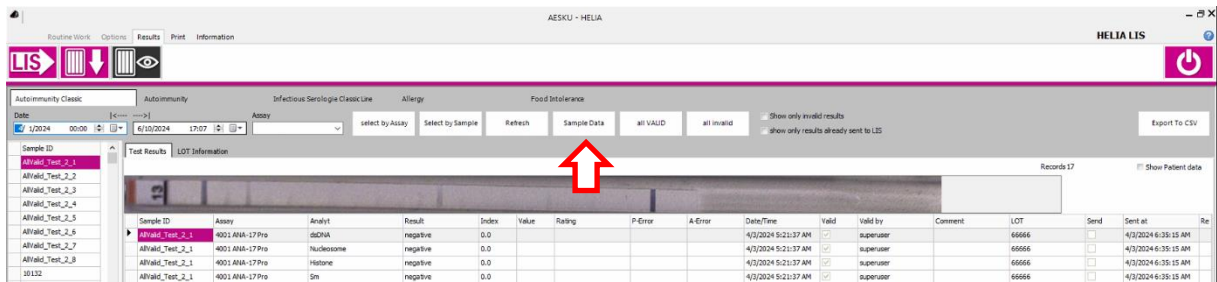 AESKU - HELIA
Routine Work Options Results Print Information HELIA LIS
LIS
Autoimmunity Classic Autoimmunity Infectious Serologie Classic Line Allergy Food Intolerance
Date |<---- ---->| Assay
1/2024 00:00 6/10/2024 17:07 select by Assay Select by Sample Refresh Sample Data all VALID all invalid Show only invalid results Export To CSV
show only results already sent to LIS
Sample ID Test Results LOT Information
AllValid_Test_2_1 Records 17 Show Patient data
AllValid_Test_2_2
AllValid_Test_2_3 13
AllValid_Test_2_4
AllValid_Test_2_5 Sample ID Assay Analyt Result Index Value Rating P-Error A-Error Date/Time Valid Valid by Comment LOT Send Sent at Re
AllValid_Test_2_6 AllValid_Test_2_1 4001 ANA-17 Pro dsDNA negative 0.0 4/3/2024 5:21:37 AM superuser 66666 4/3/2024 6:35:15 AM
AllValid_Test_2_7 AllValid_Test_2_1 4001 ANA-17 Pro Nucleosome negative 0.0 4/3/2024 5:21:37 AM superuser 66666 4/3/2024 6:35:15 AM
AllValid_Test_2_8 AllValid_Test_2_1 4001 ANA-17 Pro Histone negative 0.0 4/3/2024 5:21:37 AM superuser 66666 4/3/2024 6:35:15 AM
10132 AllValid_Test_2_1 4001 ANA-17 Pro Sm negative 0.0 4/3/2024 5:21:37 AM superuser 66666 4/3/2024 6:35:15 AM